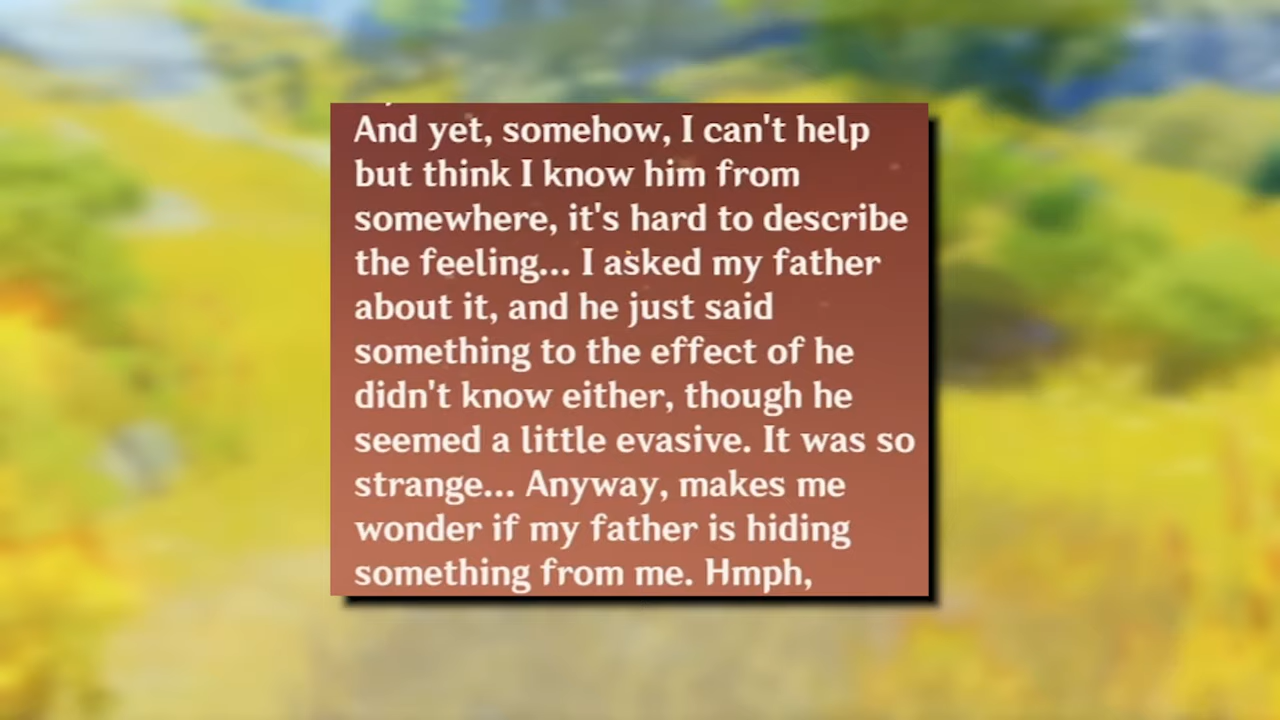 And yet, somehow, I can't help
but think I know him from
somewhere, it's hard to describe
the feeling... I asked my father
about it, and he just said
something to the effect of he
didn't know either, though he
seemed a little evasive. It was so
strange... Anyway, makes me
wonder if my father is hiding
something from me. Hmph,